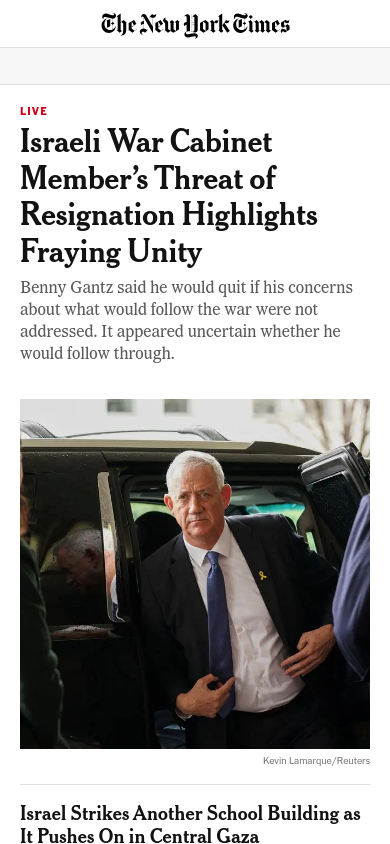 The New York Times
LIVE
Israeli War Cabinet
Member’s Threat of
Resignation Highlights
Fraying Unity
Benny Gantz said he would quit if his concerns
about what would follow the war were not
addressed. It appeared uncertain whether he
would follow through.
Kevin Lamarque/Reuters
Israel Strikes Another School Building as
It Pushes On in Central Gaza